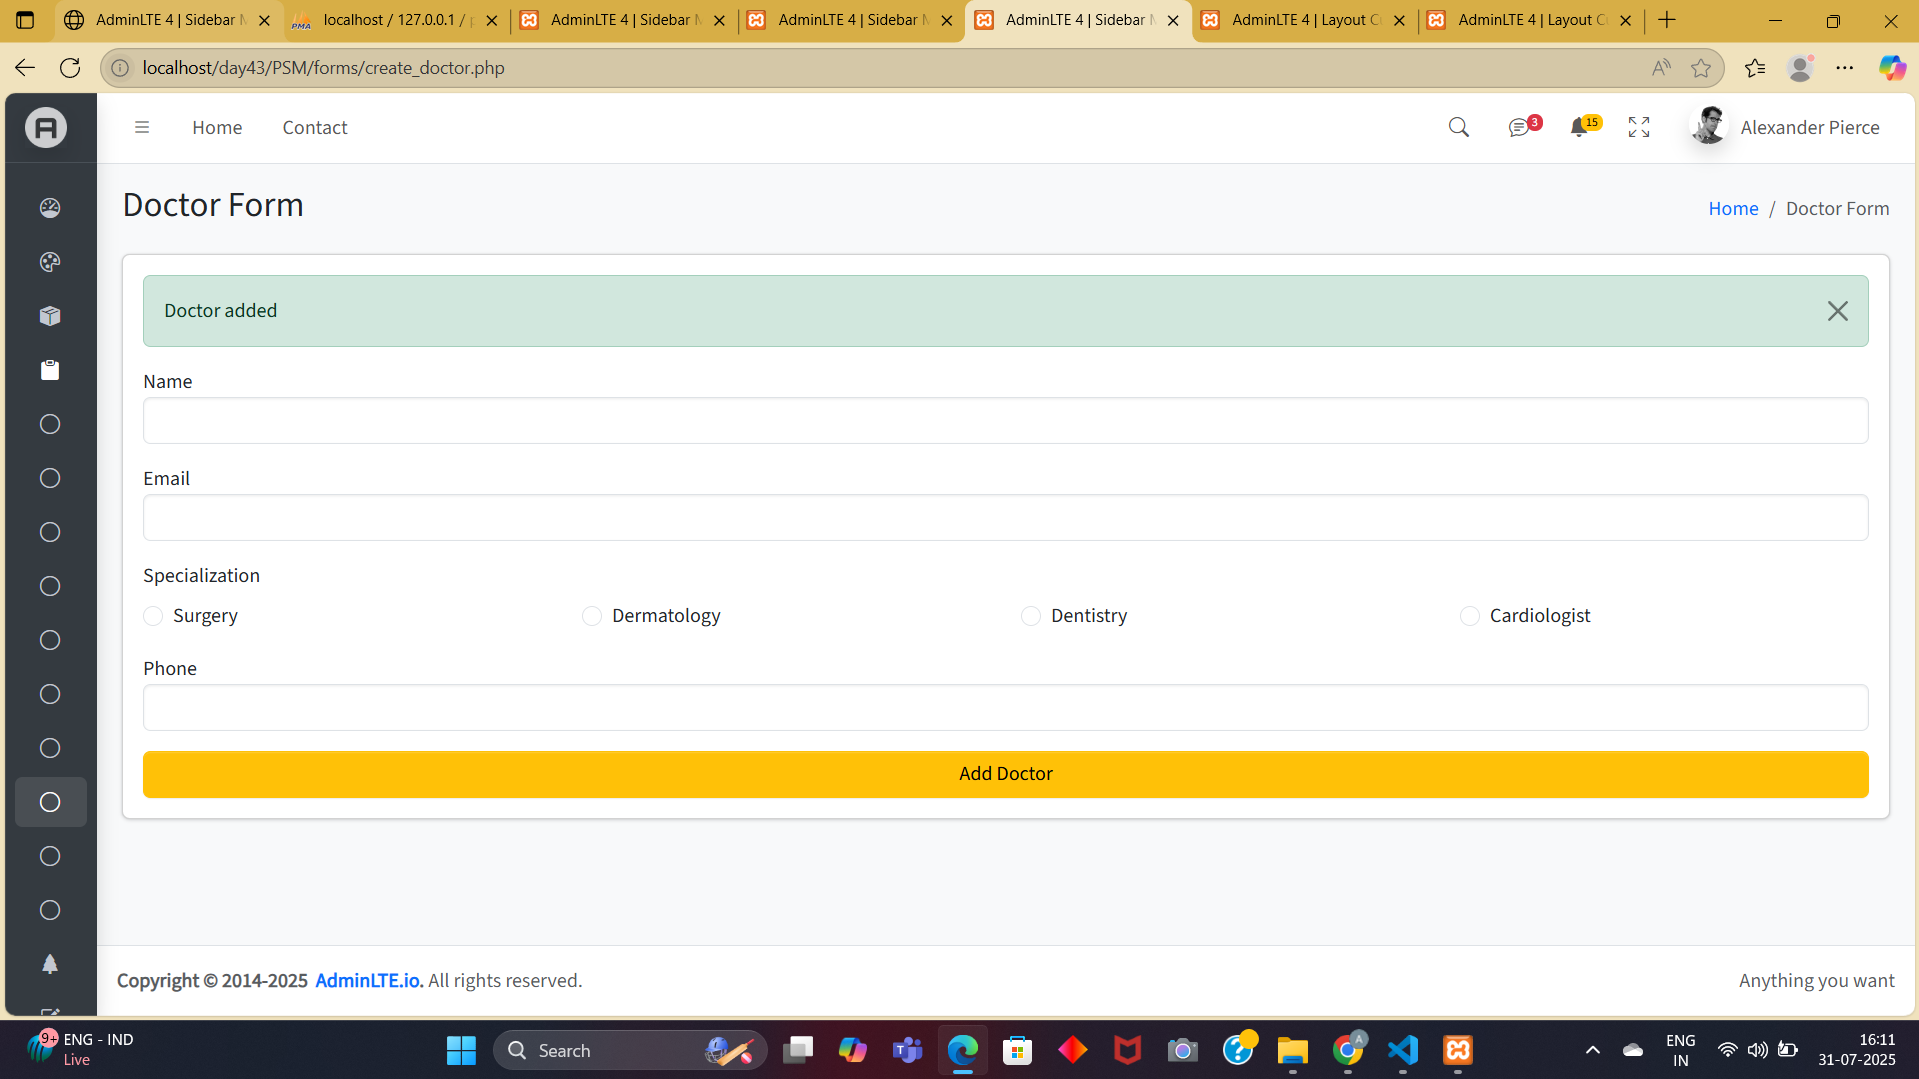 AdminLTE 4 | Sidebar M
localhost / 127.0.0.1 / p
AdminLTE 4 | Sidebar M
AdminLTE 4 | Sidebar M
AdminLTE 4 | Sidebar M
AdminLTE 4 | Layout Cu
AdminLTE 4 | Layout Cu
localhost/day43/PSM/forms/create_doctor.php
Home
Contact
3
15
Alexander Pierce
Doctor Form
Home / Doctor Form
Doctor added
Name
Email
Specialization
Surgery
Dermatology
Dentistry
Cardiologist
Phone
Add Doctor
Copyright © 2014-2025 AdminLTE.io. All rights reserved.
Anything you want
9+
ENG - IND
Live
Search
ENG
IN
16:11
31-07-2025